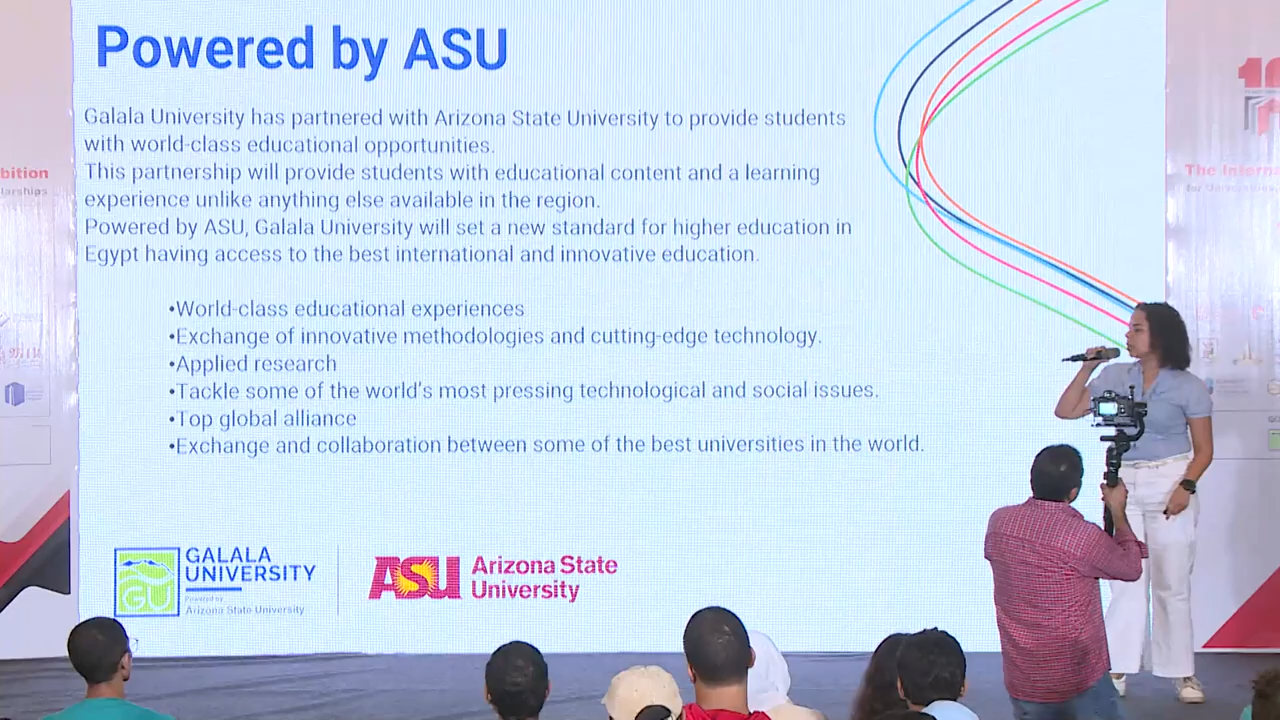 Powered by ASU
Galala University has partnered with Arizona State University to provide students
with world-class educational opportunities.
This partnership will provide students with educational content and a learning
experience unlike anything else available in the region.
Powered by ASU, Galala University will set a new standard for higher education in
Egypt having access to the best international and innovative education.
•World-class educational experiences
•Exchange of innovative methodologies and cutting-edge technology.
•Applied research
•Tackle some of the world's most pressing technological and social issues.
•Top global alliance
•Exchange and collaboration between some of the best universities in the world.
GU
GALALA
UNIVERSITY
Powered by
Arizona State University
ASU
Arizona State
University
bition
larships
The Interna